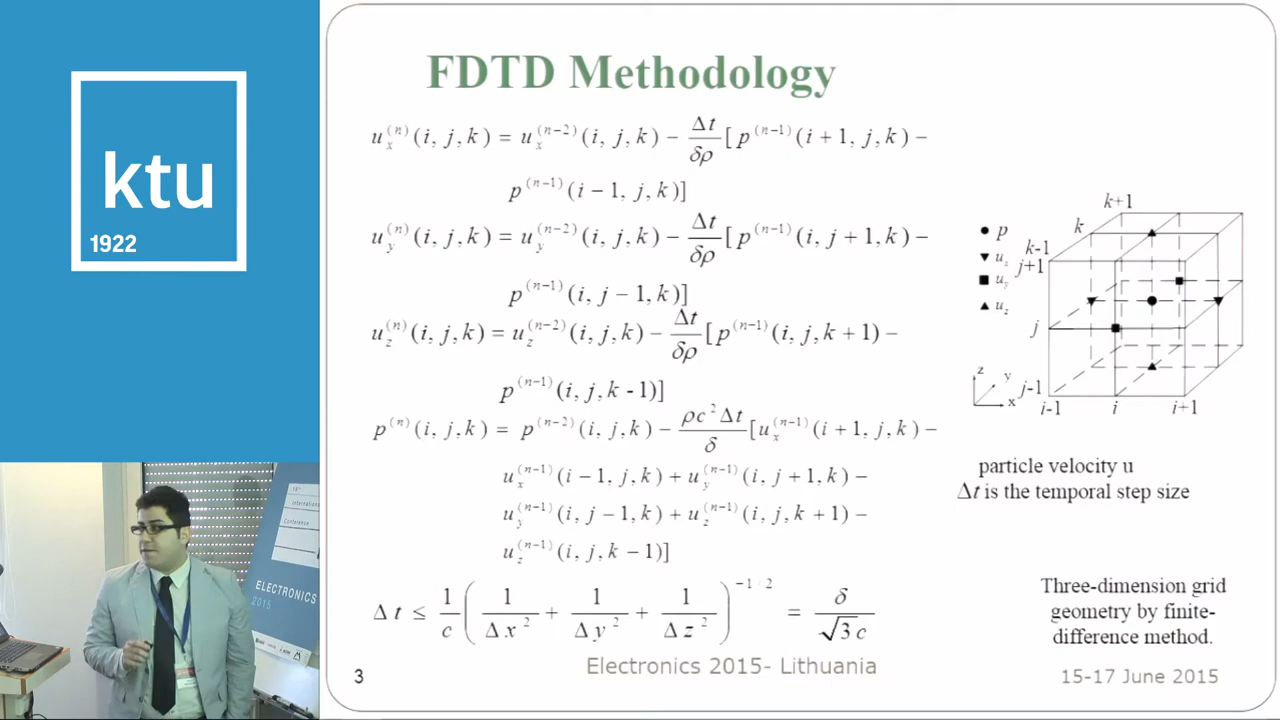 ktu
1922
FDTD Methodology
u_x^(n)(i, j, k) = u_x^(n−2)(i, j, k) − Δt/δρ [ p^(n−1)(i + 1, j, k) −
p^(n−1)(i − 1, j, k)]
u_y^(n)(i, j, k) = u_y^(n−2)(i, j, k) − Δt/δρ [ p^(n−1)(i, j + 1, k) −
p^(n−1)(i, j − 1, k)]
u_z^(n)(i, j, k) = u_z^(n−2)(i, j, k) − Δt/δρ [p^(n−1)(i, j, k + 1) −
p^(n−1)(i, j, k - 1)]
p^(n)(i, j, k) = p^(n−2)(i, j, k) − ρc²Δt/δ [u_x^(n−1)(i + 1, j, k) −
u_x^(n−1)(i − 1, j, k) + u_y^(n−1)(i, j + 1, k) −
u_y^(n−1)(i, j − 1, k) + u_z^(n−1)(i, j, k + 1) −
u_z^(n−1)(i, j, k − 1)]
Δt ≤ 1/c (1/Δx² + 1/Δy² + 1/Δz²)^−1/2 = δ/√3c
k+1
k
k-1
j+1
j
j-1
i-1 i i+1
p
u
u
u_z
z
y
x
particle velocity u
Δt is the temporal step size
Three-dimension grid
geometry by finite-
difference method.
3
Electronics 2015- Lithuania
15-17 June 2015
International
Conference
ELECTRONICS
2015